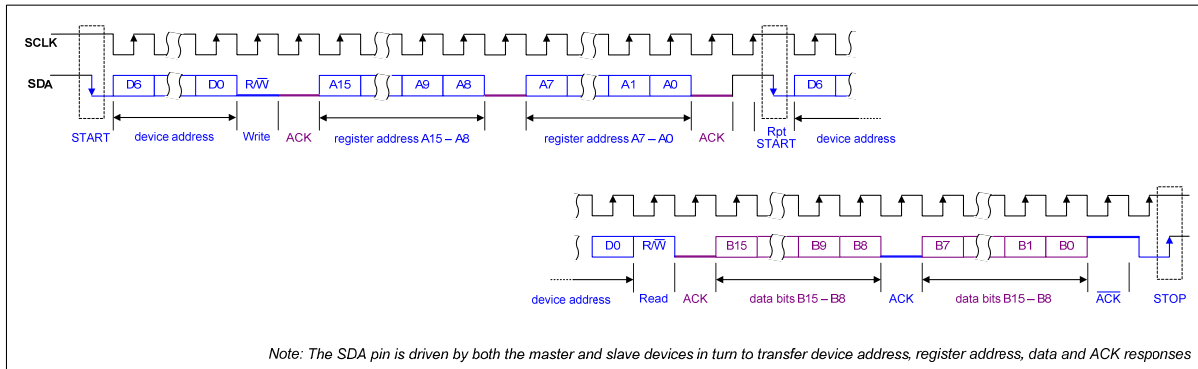 SCLK
SDA D6 D0 R/W̅ A15 A9 A8 A7 A1 A0 D6
START device address Write ACK register address A15 – A8 register address A7 – A0 ACK Rpt START device address
D0 R/W̅ B15 B9 B8 B7 B1 B0
device address Read ACK data bits B15 – B8 ACK data bits B15 – B8 A̅C̅K̅ STOP
Note: The SDA pin is driven by both the master and slave devices in turn to transfer device address, register address, data and ACK responses